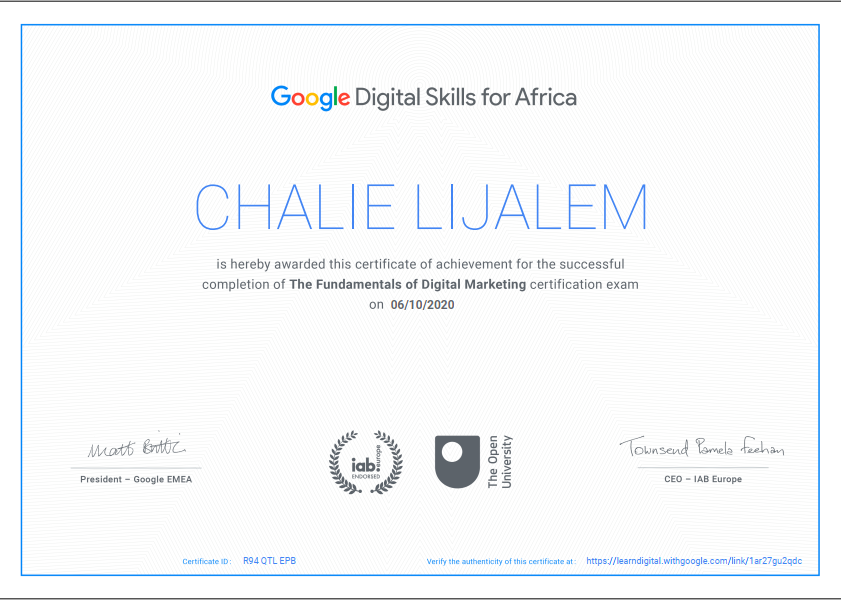 Google Digital Skills for Africa
CHALIE LIJALEM
is hereby awarded this certificate of achievement for the successful
completion of The Fundamentals of Digital Marketing certification exam
on 06/10/2020
Matt Brittin
President – Google EMEA
iab.europe
ENDORSED
The Open
University
Townsend Pamela Feehan
CEO – IAB Europe
Certificate ID : R94 QTL EPB
Verify the authenticity of this certificate at : https://learndigital.withgoogle.com/link/1ar27gu2qdc